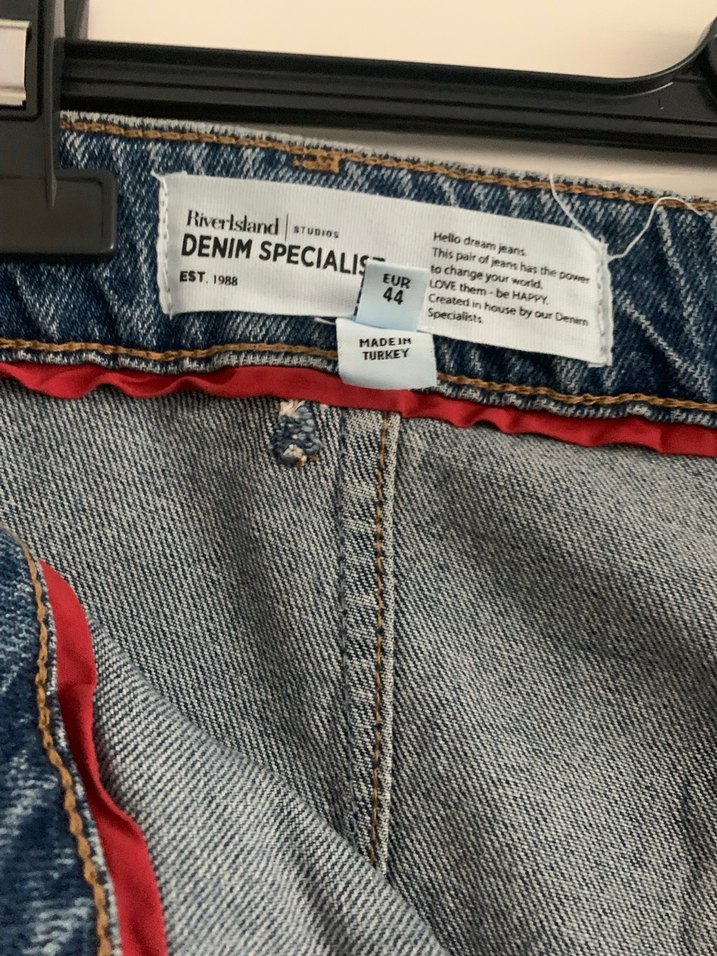 RiverIsland | STUDIOS
DENIM SPECIALIS
EST. 1988
Hello dream jeans.
This pair of jeans has the power
to change your world.
LOVE them - be HAPPY.
Created in house by our Denim
Specialists.
EUR
44
MADE IN
TURKEY